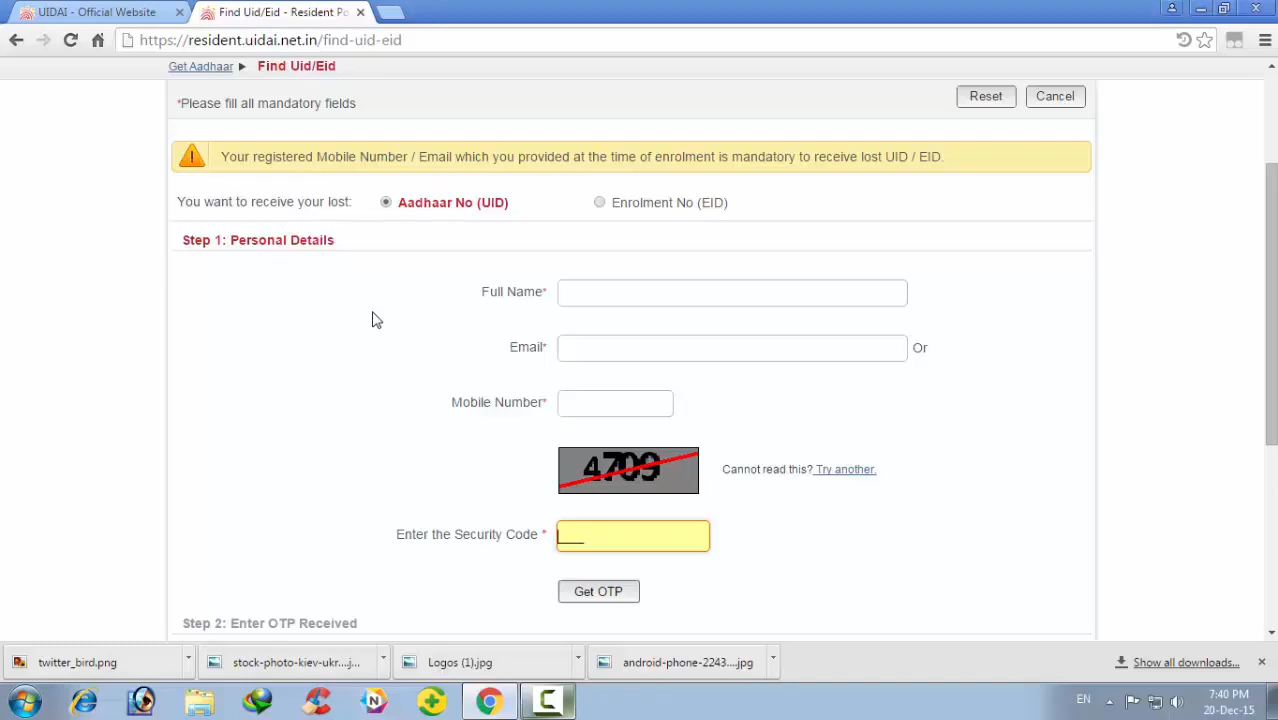 UIDAI - Official Website
Find Uid/Eid - Resident Po
https://resident.uidai.net.in/find-uid-eid
Get Aadhaar ▶ Find Uid/Eid
*Please fill all mandatory fields
Reset
Cancel
Your registered Mobile Number / Email which you provided at the time of enrolment is mandatory to receive lost UID / EID.
You want to receive your lost: Aadhaar No (UID) Enrolment No (EID)
Step 1: Personal Details
Full Name*
Email* Or
Mobile Number*
4709
Cannot read this? Try another.
Enter the Security Code *
Get OTP
Step 2: Enter OTP Received
twitter_bird.png
stock-photo-kiev-ukr....j...
Logos (1).jpg
android-phone-2243....jpg
Show all downloads...
EN
7:40 PM
20-Dec-15